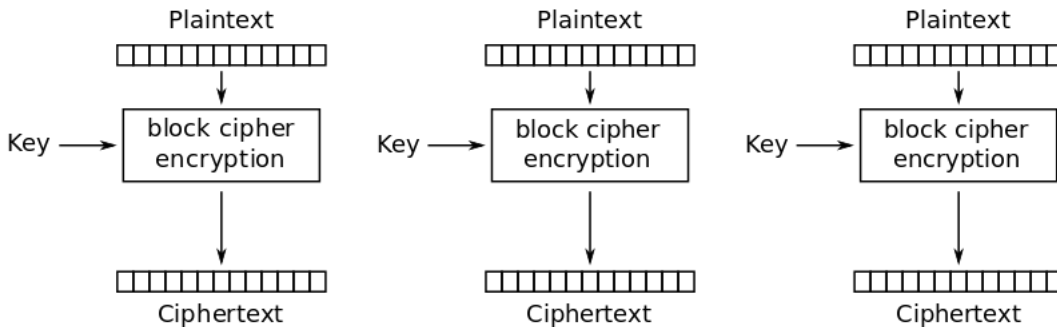 Plaintext
Plaintext
Plaintext
Key
block cipher
encryption
Key
block cipher
encryption
Key
block cipher
encryption
Ciphertext
Ciphertext
Ciphertext